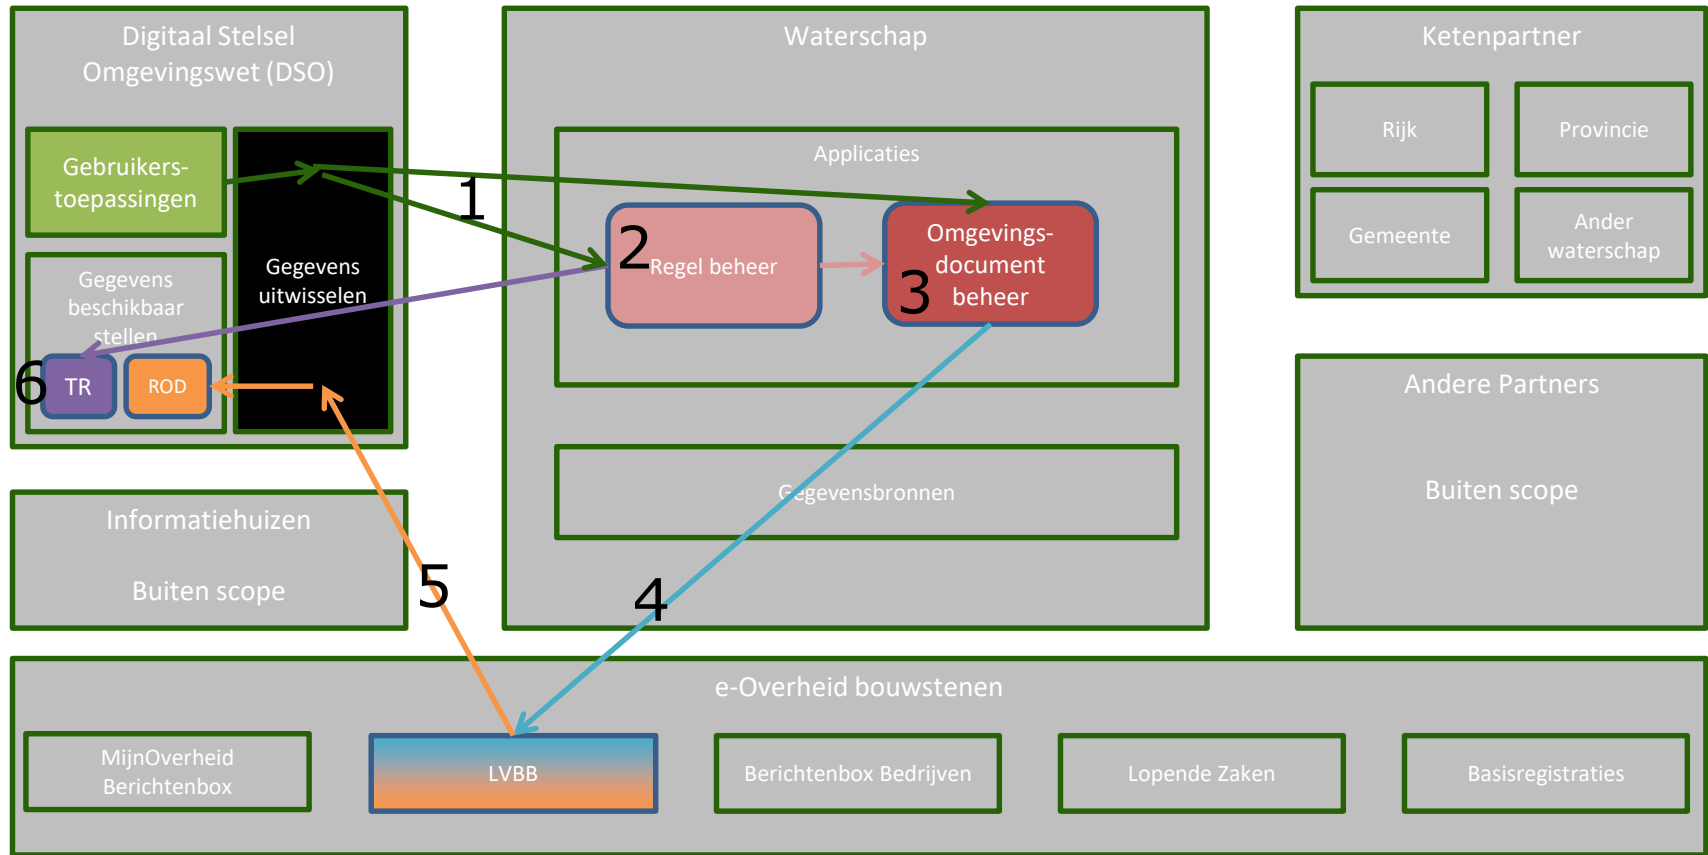 Digitaal Stelsel
Omgevingswet (DSO)
Gebruikers-
toepassingen
Gegevens
uitwisselen
Gegevens
beschikbaar
stellen
6
TR
ROD
Informatiehuizen
Buiten scope
5
Waterschap
Applicaties
1
2
Regel beheer
Omgevings-
document
beheer
3
Gegevensbronnen
4
Ketenpartner
Rijk
Provincie
Gemeente
Ander
waterschap
Andere Partners
Buiten scope
e-Overheid bouwstenen
MijnOverheid
Berichtenbox
LVBB
Berichtenbox Bedrijven
Lopende Zaken
Basisregistraties